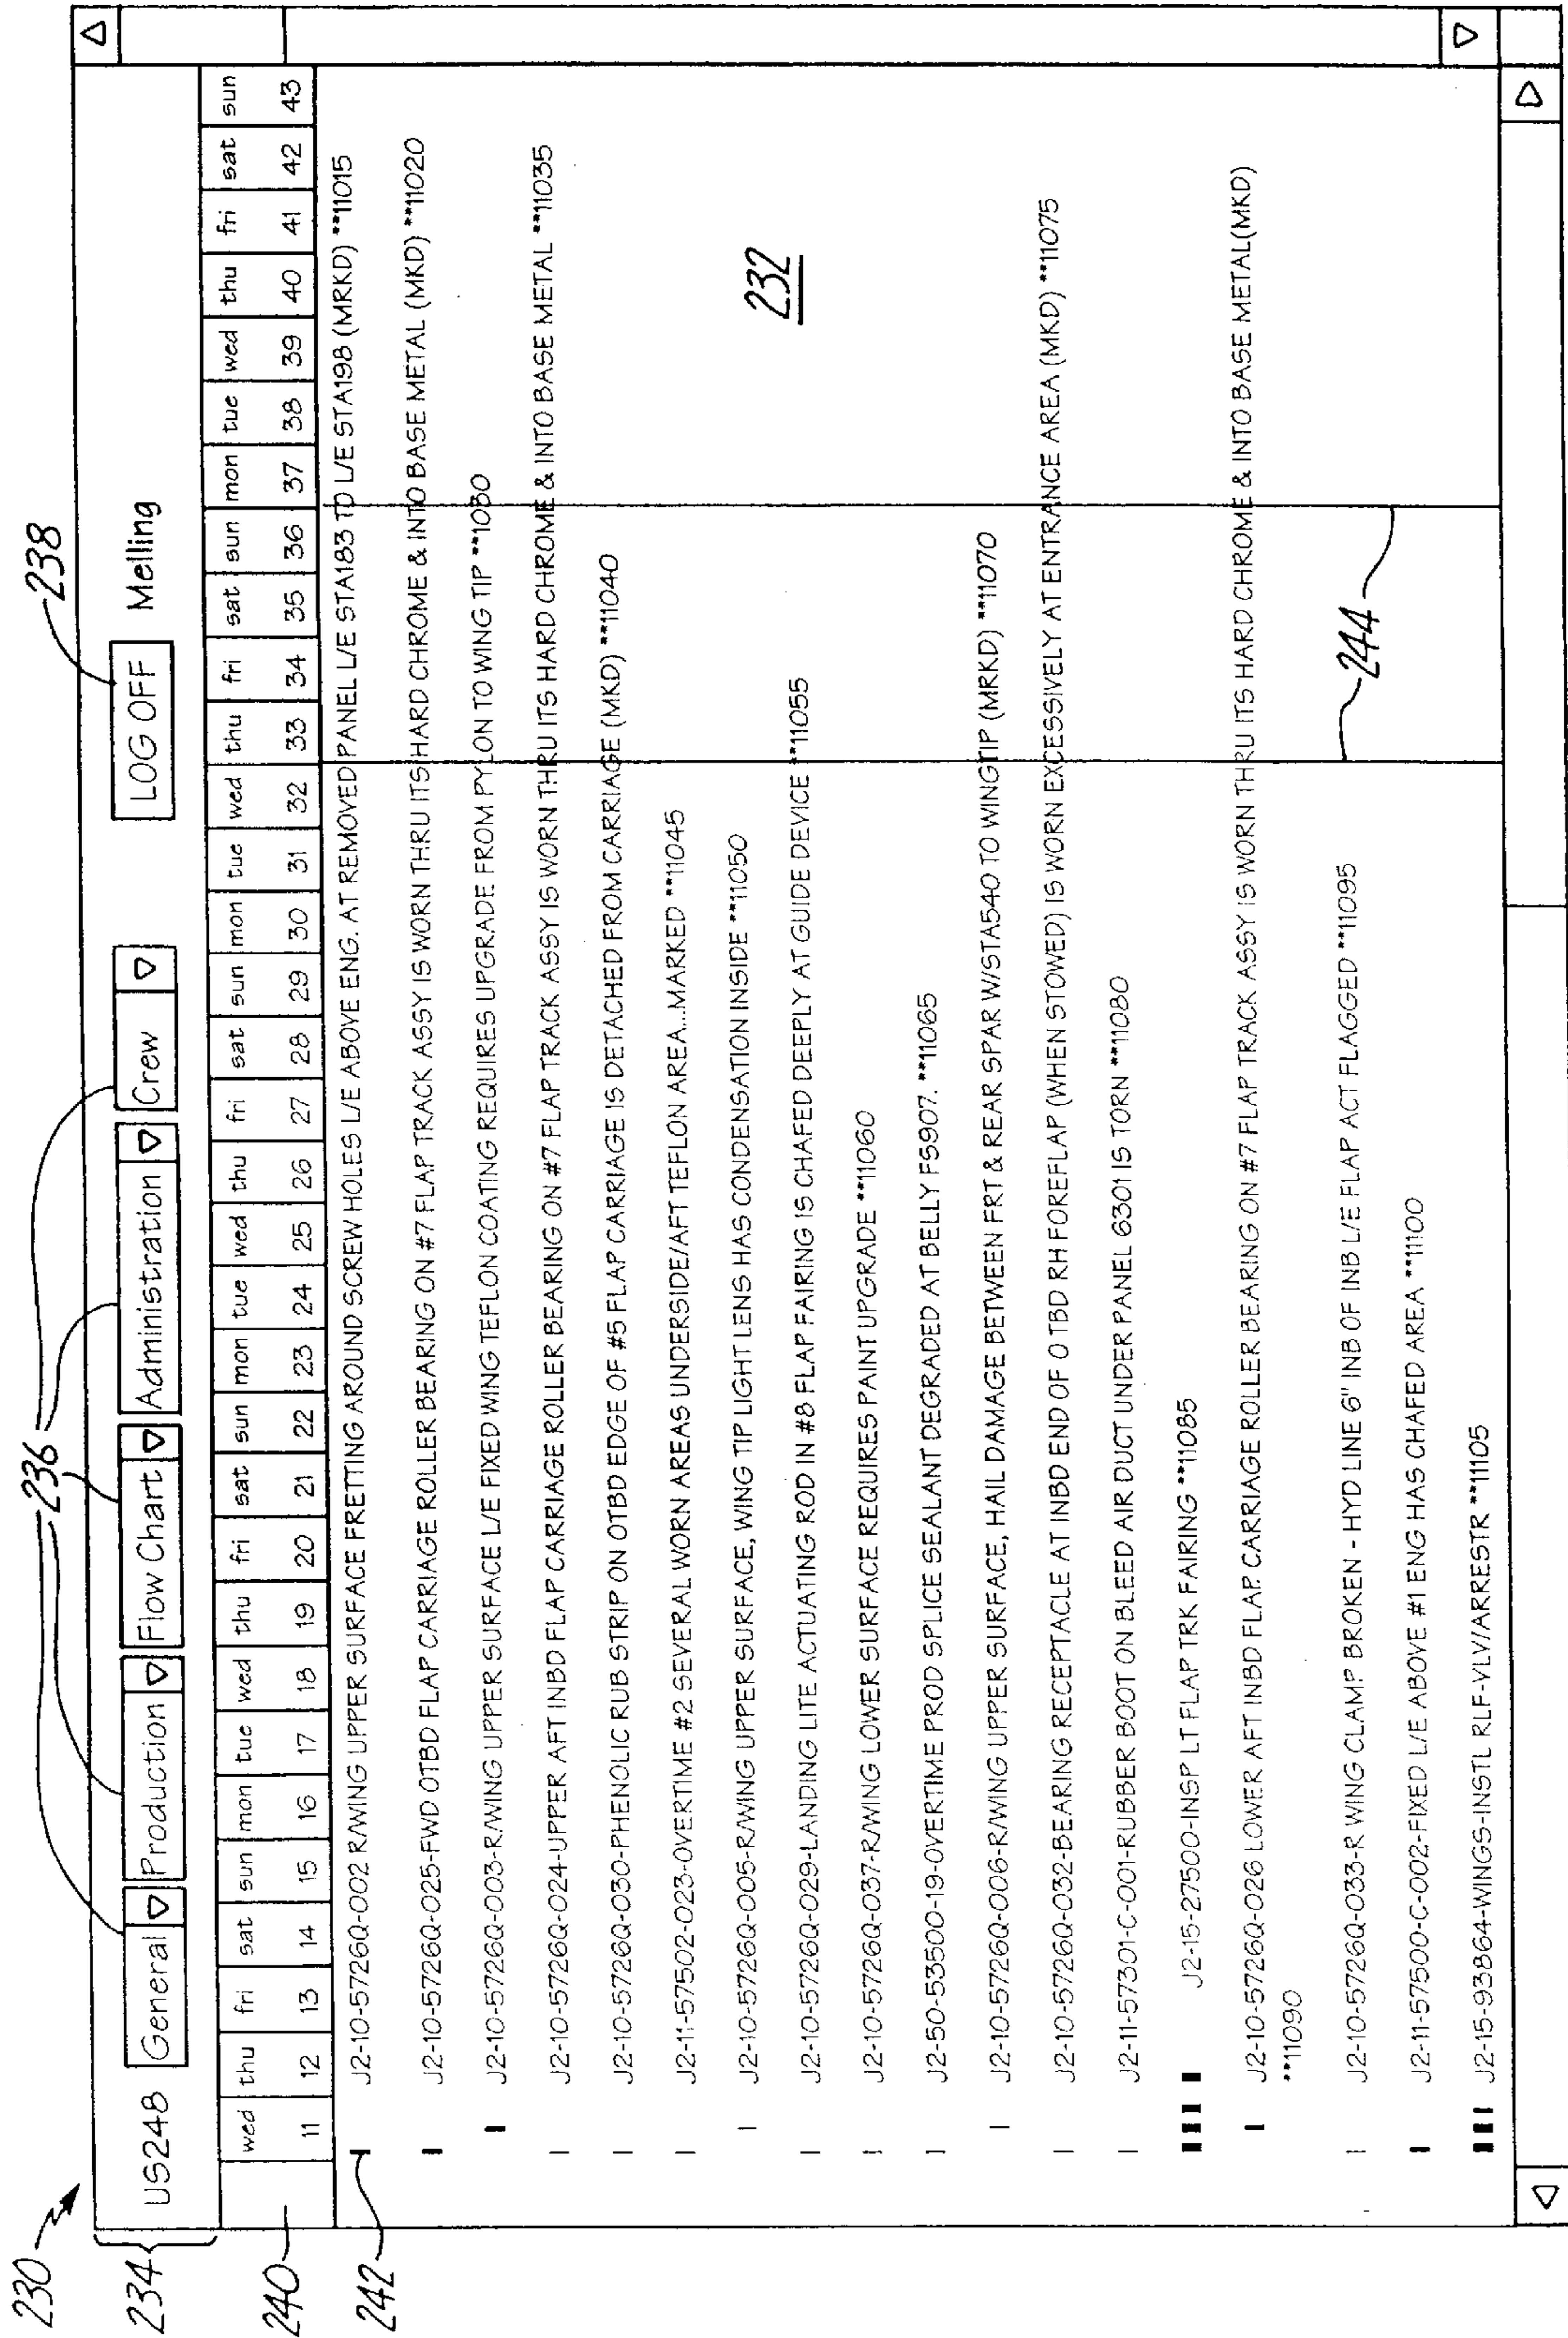 230
238
236
234
US248 General Production Flow Chart Administration Crew LOG OFF Melling
240
wed thu fri sat sun mon tue wed thu fri sat sun mon tue wed thu fri sat sun mon tue wed thu fri sat sun mon tue wed thu fri sat sun
11 12 13 14 15 16 17 18 19 20 21 22 23 24 25 26 27 28 29 30 31 32 33 34 35 36 37 38 39 40 41 42 43
242
J2-10-5726Q-002 R/WING UPPER SURFACE FRETTING AROUND SCREW HOLES L/E ABOVE ENG. AT REMOVED PANEL L/E STA183 TO L/E STA198 (MRKD) **11015
J2-10-5726Q-025-FWD OTBD FLAP CARRIAGE ROLLER BEARING ON #7 FLAP TRACK ASSY IS WORN THRU ITS HARD CHROME & INTO BASE METAL (MKD) **11020
J2-10-5726Q-003-R/WING UPPER SURFACE L/E FIXED WING TEFLON COATING REQUIRES UPGRADE FROM PYLON TO WING TIP **1030
J2-10-5726Q-024-UPPER AFT INBD FLAP CARRIAGE ROLLER BEARING ON #7 FLAP TRACK ASSY IS WORN THRU ITS HARD CHROME & INTO BASE METAL **11035
J2-10-5726Q-030-PHENOLIC RUB STRIP ON OTBD EDGE OF #5 FLAP CARRIAGE IS DETACHED FROM CARRIAGE (MKD) **11040
J2-11-57502-023-OVERTIME #2 SEVERAL WORN AREAS UNDERSIDE/AFT TEFLON AREA...MARKED **11045
J2-10-5726Q-005-R/WING UPPER SURFACE, WING TIP LIGHT LENS HAS CONDENSATION INSIDE **11050
232
J2-10-5726Q-029-LANDING LITE ACTUATING ROD IN #8 FLAP FAIRING IS CHAFED DEEPLY AT GUIDE DEVICE **11055
J2-10-5726Q-037-R/WING LOWER SURFACE REQUIRES PAINT UPGRADE **11060
J2-50-53500-19-OVERTIME PROD SPLICE SEALANT DEGRADED AT BELLY FS907. **11065
J2-10-5726Q-006-R/WING UPPER SURFACE, HAIL DAMAGE BETWEEN FRT & REAR SPAR W/STA540 TO WINGTIP (MRKD) **11070
J2-10-5726Q-032-BEARING RECEPTACLE AT INBD END OF O TBD RH FOREFLAP (WHEN STOWED) IS WORN EXCESSIVELY AT ENTRANCE AREA (MKD) **11075
J2-11-57301-C-001-RUBBER BOOT ON BLEED AIR DUCT UNDER PANEL 6301 IS TORN **11080
J2-15-27500-INSP LT FLAP TRK FAIRING **11085
J2-10-5726Q-026 LOWER AFT INBD FLAP CARRIAGE ROLLER BEARING ON #7 FLAP TRACK ASSY IS WORN THRU ITS HARD CHROME & INTO BASE METAL(MKD)
**11090
J2-10-5726Q-033-R WING CLAMP BROKEN - HYD LINE 6" INB OF INB L/E FLAP ACT FLAGGED **11095
244
J2-11-57500-C-002-FIXED L/E ABOVE #1 ENG HAS CHAFED AREA **11100
J2-15-93864-WINGS-INSTL RLF-VLV/ARRESTR **11105